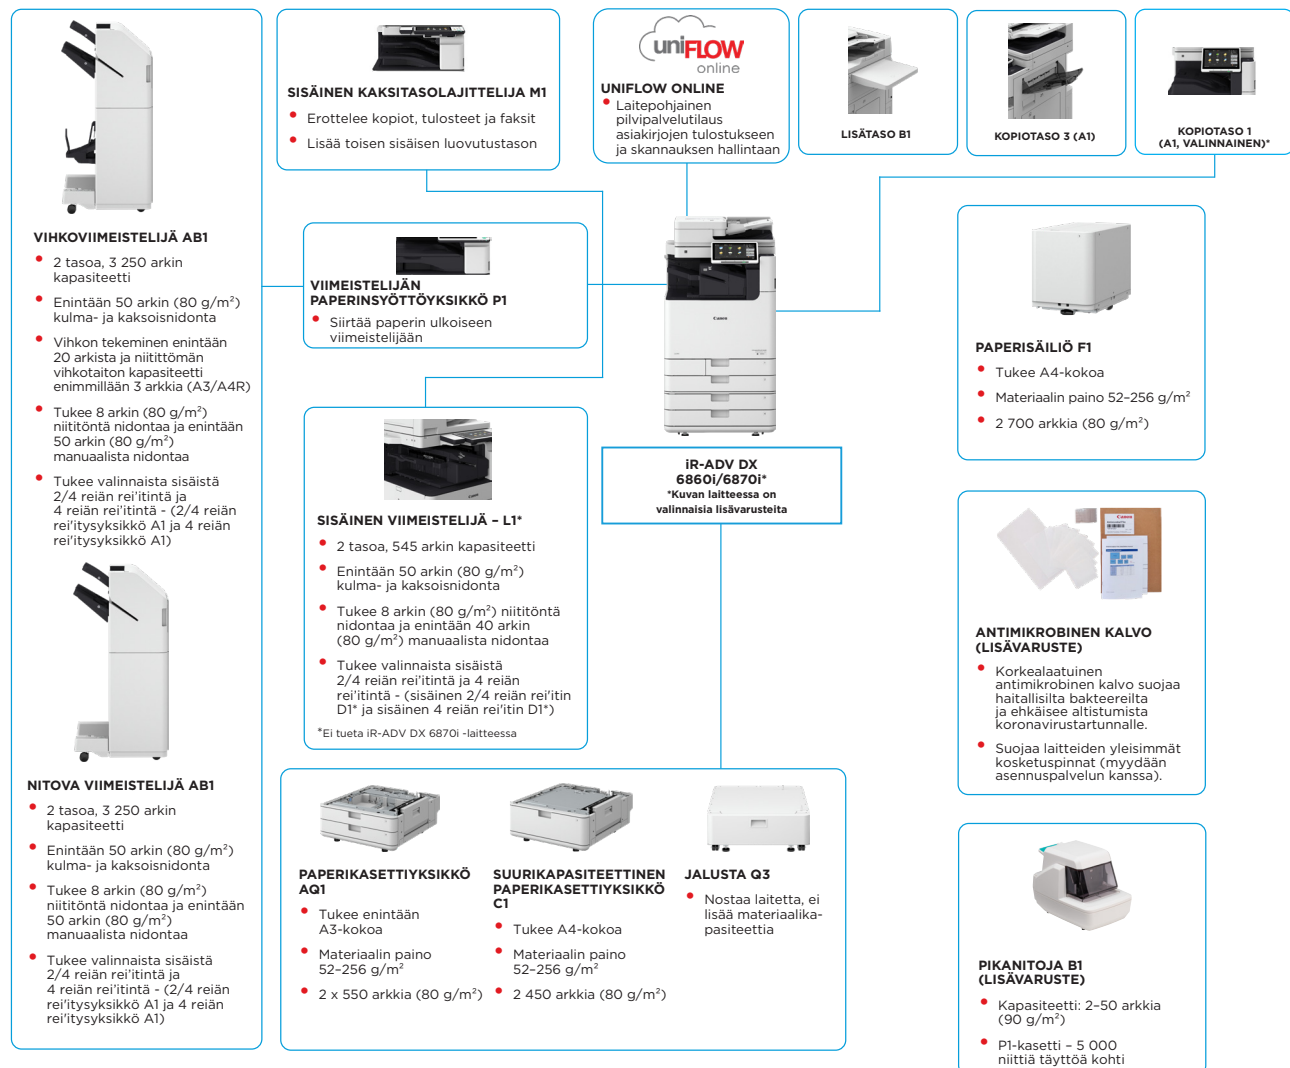 VIHKOVIIMEISTELIJÄ AB1
• 2 tasoa, 3 250 arkin
kapasiteetti
• Enintään 50 arkin (80 g/m²)
kulma- ja kaksoisnidonta
• Vihkon tekeminen enintään
20 arkista ja niitittömän
vihkotaiton kapasiteetti
enimmillään 3 arkkia (A3/A4R)
• Tukee 8 arkin (80 g/m²)
niititöntä nidontaa ja enintään
50 arkin (80 g/m²)
manuaalista nidontaa
• Tukee valinnaista sisäistä
2/4 reiän rei'itintä ja
4 reiän rei'itintä - (2/4 reiän
rei'itysyksikkö A1 ja 4 reiän
rei'itysyksikkö A1)
NITOVA VIIMEISTELIJÄ AB1
• 2 tasoa, 3 250 arkin
kapasiteetti
• Enintään 50 arkin (80 g/m²)
kulma- ja kaksoisnidonta
• Tukee 8 arkin (80 g/m²)
niititöntä nidontaa ja enintään
50 arkin (80 g/m²)
manuaalista nidontaa
• Tukee valinnaista sisäistä
2/4 reiän rei'itintä ja
4 reiän rei'itintä - (2/4 reiän
rei'itysyksikkö A1 ja 4 reiän
rei'itysyksikkö A1)
SISÄINEN KAKSITASOLAJITTELIJA M1
• Erottelee kopiot, tulosteet ja faksit
• Lisää toisen sisäisen luovutustason
uniFLOW
online
UNIFLOW ONLINE
• Laitepohjainen
pilvipalvelutilaus
asiakirjojen tulostukseen
ja skannauksen hallintaan
LISÄTASO B1
KOPIOTASO 3 (A1)
KOPIOTASO 1
(A1, VALINNAINEN)*
VIIMEISTELIJÄN
PAPERINSYÖTTÖYKSIKKÖ P1
• Siirtää paperin ulkoiseen
viimeistelijään
Canon
iR-ADV DX
6860i/6870i*
*Kuvan laitteessa on
valinnaisia lisävarusteita
SISÄINEN VIIMEISTELIJÄ – L1*
• 2 tasoa, 545 arkin kapasiteetti
• Enintään 50 arkin (80 g/m²)
kulma- ja kaksoisnidonta
• Tukee 8 arkin (80 g/m²) niititöntä
nidontaa ja enintään 40 arkin
(80 g/m²) manuaalista nidontaa
• Tukee valinnaista sisäistä
2/4 reiän rei'itintä ja 4 reiän
rei'itintä - (sisäinen 2/4 reiän rei'itin
D1* ja sisäinen 4 reiän rei'itin D1*)
*Ei tueta iR-ADV DX 6870i -laitteessa
PAPERIKASETTIYKSIKKÖ
AQ1
• Tukee enintään
A3-kokoa
• Materiaalin paino
52–256 g/m²
• 2 x 550 arkkia (80 g/m²)
SUURIKAPASITEETTINEN
PAPERIKASETTIYKSIKKÖ
C1
• Tukee A4-kokoa
• Materiaalin paino
52–256 g/m²
• 2 450 arkkia (80 g/m²)
JALUSTA Q3
• Nostaa laitetta, ei
lisää materiaalika-
pasiteettia
PAPERISÄILIÖ F1
• Tukee A4-kokoa
• Materiaalin paino 52–256 g/m²
• 2 700 arkkia (80 g/m²)
Canon
ANTIMIKROBINEN KALVO
(LISÄVARUSTE)
• Korkealaatuinen
antimikrobinen kalvo suojaa
haitallisilta bakteereilta
ja ehkäisee altistumista
koronavirustartunnalle.
• Suojaa laitteiden yleisimmät
kosketuspinnat (myydään
asennuspalvelun kanssa).
PIKANITOJA B1
(LISÄVARUSTE)
• Kapasiteetti: 2–50 arkkia
(90 g/m²)
• P1-kasetti – 5 000
niittiä täyttöä kohti